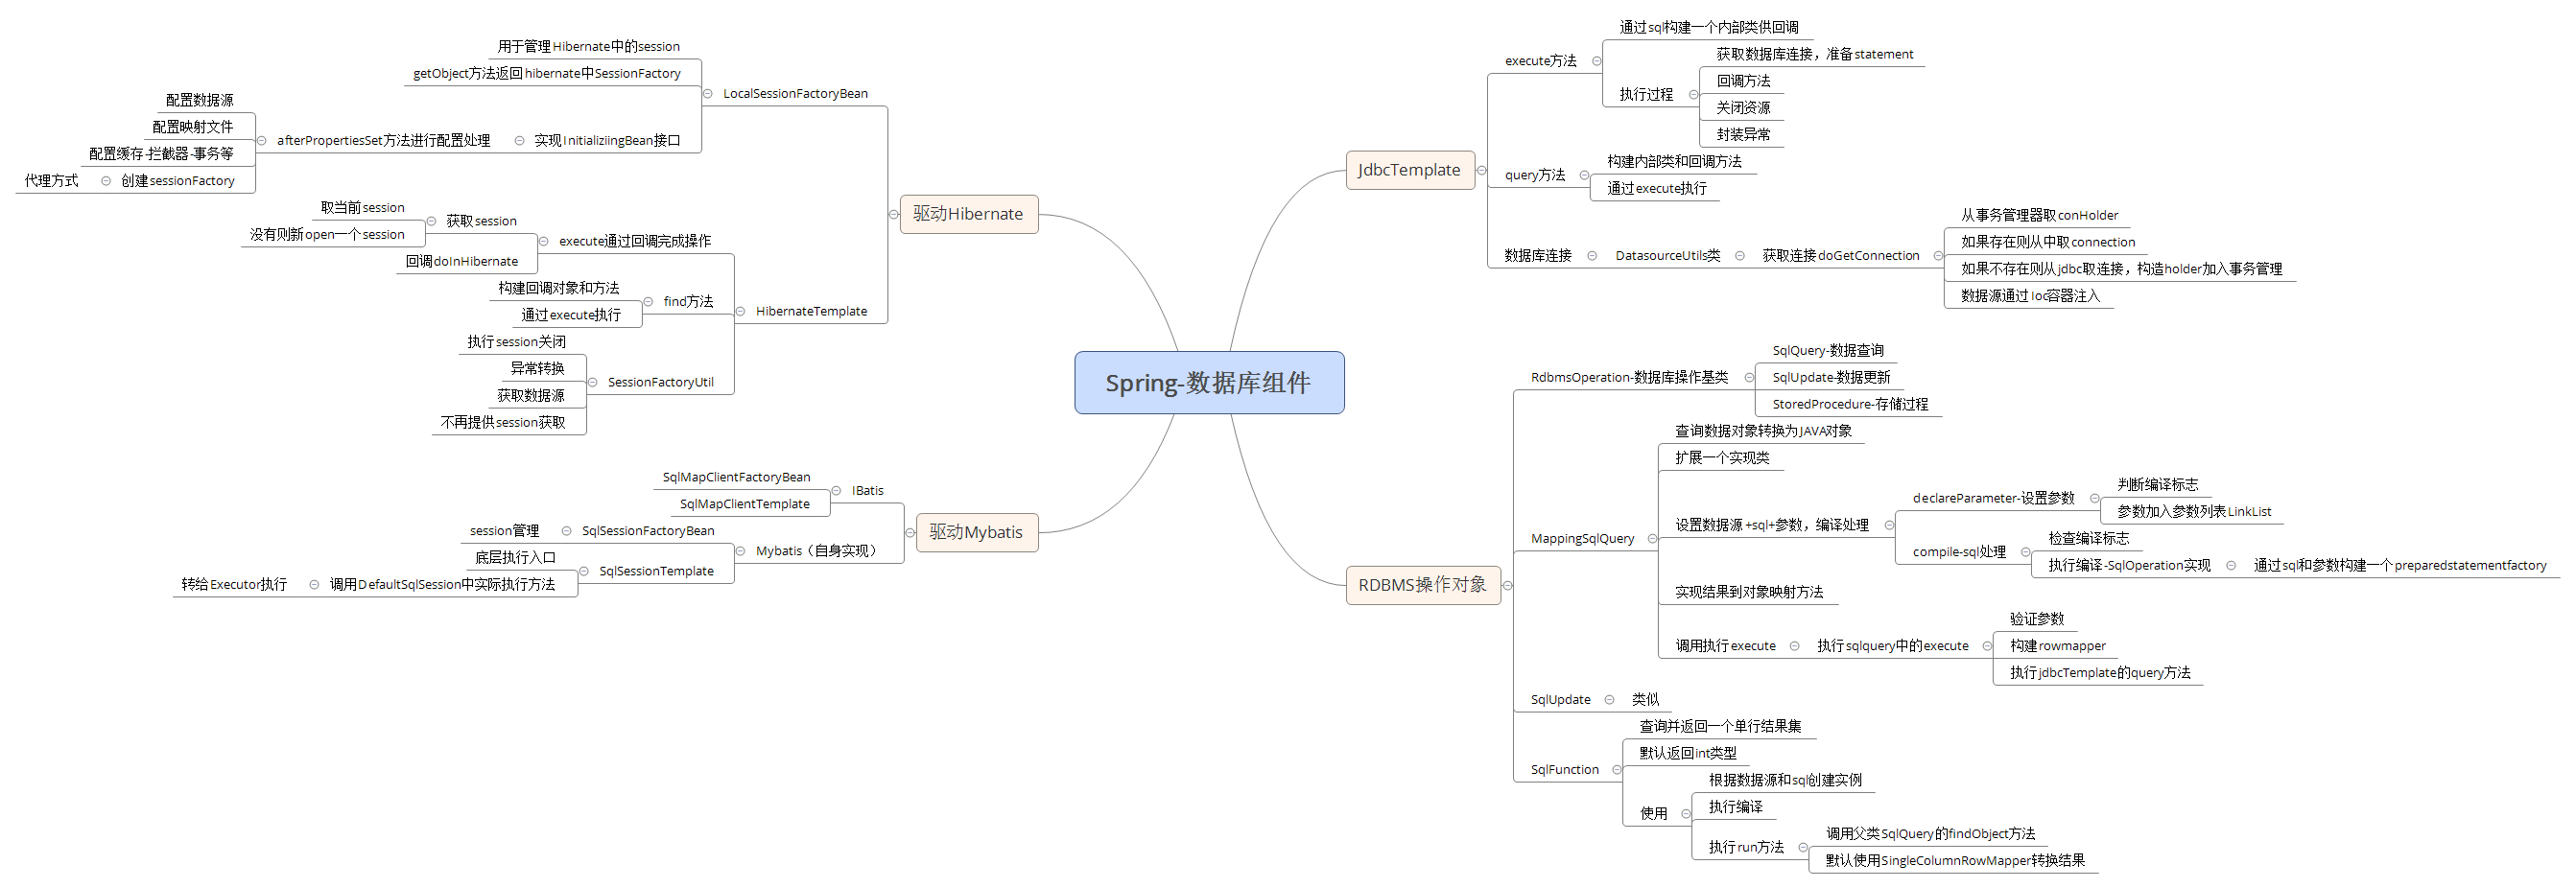 Spring-数据库组件
JdbcTemplate
execute方法
通过sql构建一个内部类供回调
执行过程
获取数据库连接，准备statement
回调方法
关闭资源
封装异常
query方法
构建内部类和回调方法
通过execute执行
数据库连接
DatasourceUtils类
获取连接doGetConnection
从事务管理器取conHolder
如果存在则从中取connection
如果不存在则从jdbc取连接，构造holder加入事务管理
数据源通过Ioc容器注入
RDBMS操作对象
RdbmsOperation-数据库操作基类
SqlQuery-数据查询
SqlUpdate-数据更新
StoredProcedure-存储过程
MappingSqlQuery
查询数据对象转换为JAVA对象
扩展一个实现类
设置数据源+sql+参数，编译处理
declareParameter-设置参数
判断编译标志
参数加入参数列表LinkList
compile-sql处理
检查编译标志
执行编译-SqlOperation实现
通过sql和参数构建一个preparedstatementfactory
实现结果到对象映射方法
调用执行execute
执行sqlquery中的execute
验证参数
构建rowmapper
执行jdbcTemplate的query方法
SqlUpdate
类似
SqlFunction
查询并返回一个单行结果集
默认返回int类型
使用
根据数据源和sql创建实例
执行编译
执行run方法
调用父类SqlQuery的findObject方法
默认使用SingleColumnRowMapper转换结果
驱动Hibernate
LocalSessionFactoryBean
用于管理Hibernate中的session
getObject方法返回hibernate中SessionFactory
实现InitializiingBean接口
afterPropertiesSet方法进行配置处理
配置数据源
配置映射文件
配置缓存-拦截器-事务等
创建sessionFactory
代理方式
HibernateTemplate
execute通过回调完成操作
获取session
取当前session
没有则新open一个session
回调doInHibernate
find方法
构建回调对象和方法
通过execute执行
SessionFactoryUtil
执行session关闭
异常转换
获取数据源
不再提供session获取
驱动Mybatis
IBatis
SqlMapClientFactoryBean
SqlMapClientTemplate
Mybatis（自身实现）
SqlSessionFactoryBean
session管理
SqlSessionTemplate
底层执行入口
调用DefaultSqlSession中实际执行方法
转给Executor执行